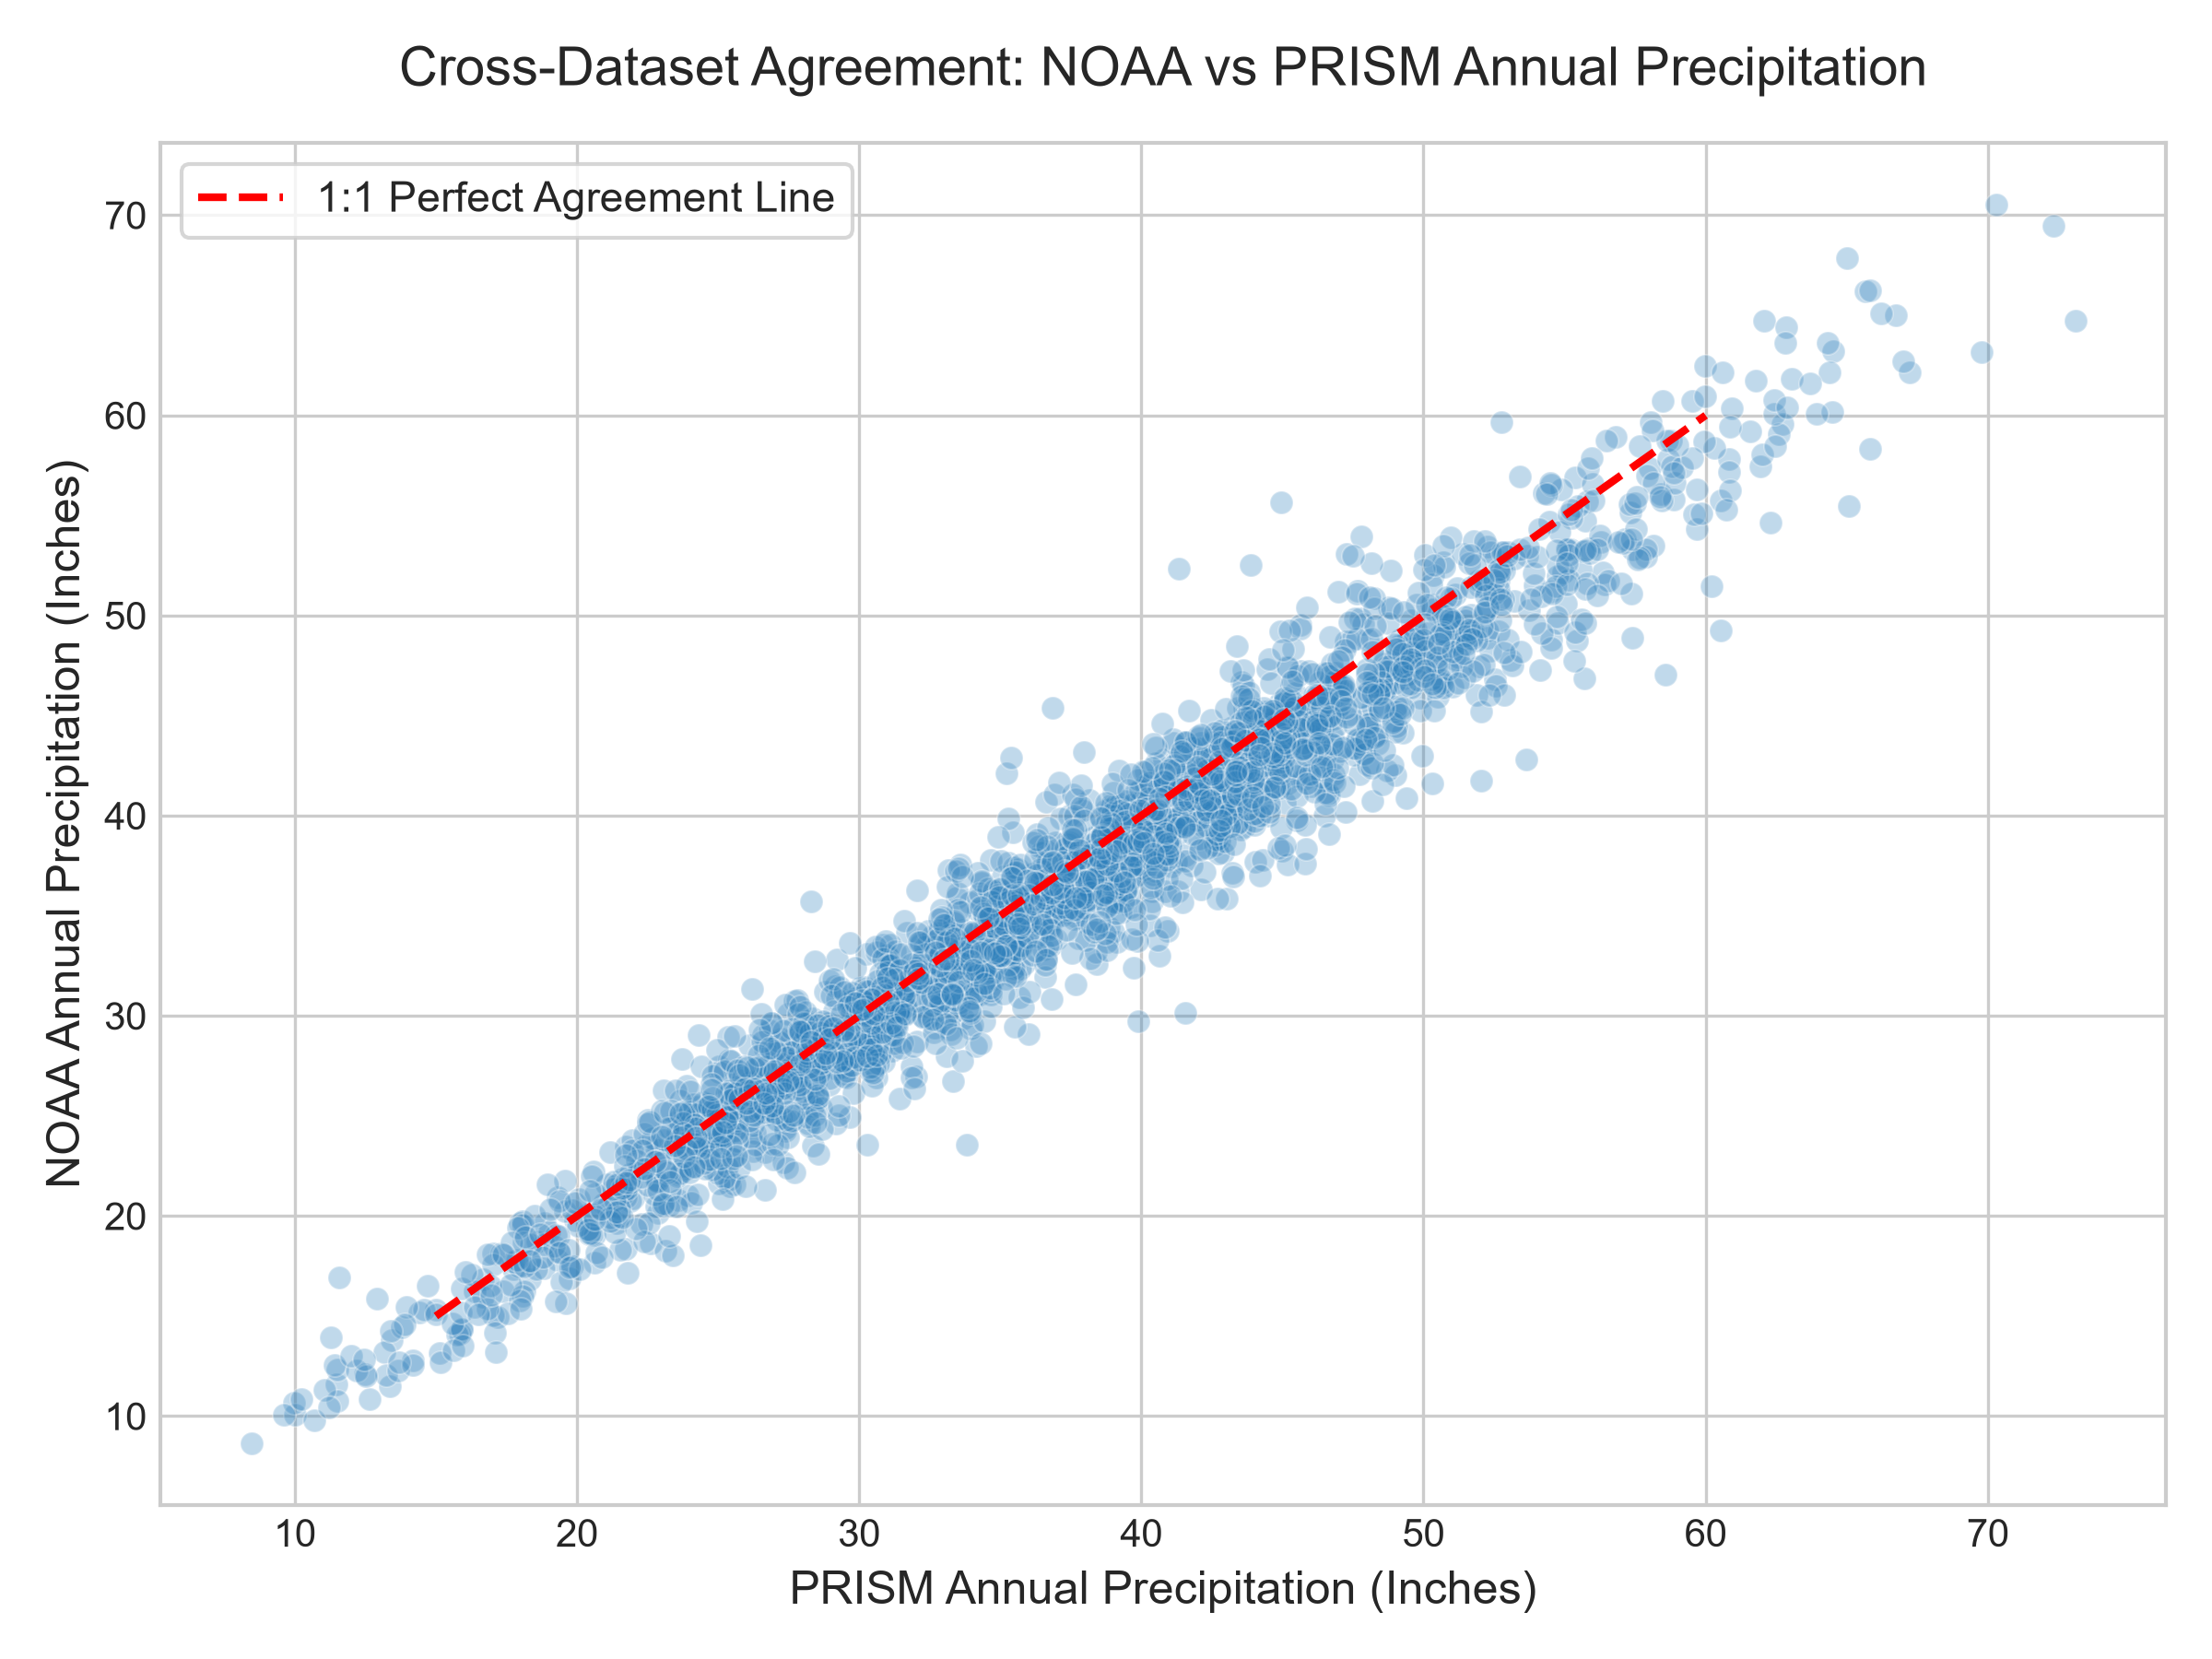 Cross-Dataset Agreement: NOAA vs PRISM Annual Precipitation
1:1 Perfect Agreement Line
NOAA Annual Precipitation (Inches)
70
60
50
40
30
20
10
10 20 30 40 50 60 70
PRISM Annual Precipitation (Inches)